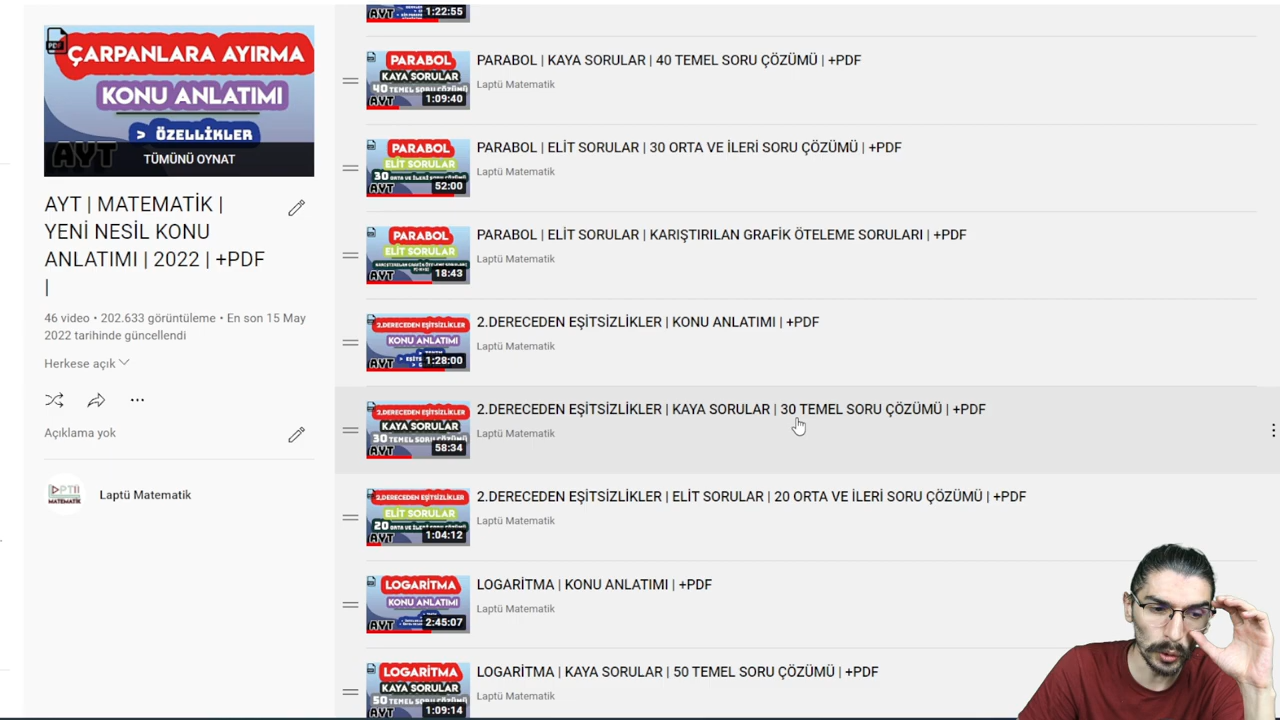 PDF
ÇARPANLARA AYIRMA
KONU ANLATIMI
> ÖZELLİKLER
AYT
TÜMÜNÜ OYNAT
AYT | MATEMATİK |
YENİ NESİL KONU
ANLATIMI | 2022 | +PDF
|
46 video • 202.633 görüntüleme • En son 15 May
2022 tarihinde güncellendi
Herkese açık
Açıklama yok
LAPTÜ
MATEMATİK
Laptü Matematik
1:22:55
PARABOL
KAYA SORULAR
40 TEMEL SORU ÇÖZÜMÜ
AYT
1:09:40
PARABOL | KAYA SORULAR | 40 TEMEL SORU ÇÖZÜMÜ | +PDF
Laptü Matematik
PARABOL
ELİT SORULAR
30 ORTA VE İLERİ SORU ÇÖZÜMÜ
AYT
52:00
PARABOL | ELİT SORULAR | 30 ORTA VE İLERİ SORU ÇÖZÜMÜ | +PDF
Laptü Matematik
PARABOL
ELİT SORULAR
KARIŞTIRILAN GRAFİK ÖTELEME SORULARI
AYT
18:43
PARABOL | ELİT SORULAR | KARIŞTIRILAN GRAFİK ÖTELEME SORULARI | +PDF
Laptü Matematik
2.DERECEDEN EŞİTSİZLİKLER
KONU ANLATIMI
AYT
1:28:00
2.DERECEDEN EŞİTSİZLİKLER | KONU ANLATIMI | +PDF
Laptü Matematik
2.DERECEDEN EŞİTSİZLİKLER
KAYA SORULAR
30 TEMEL SORU ÇÖZÜMÜ
AYT
58:34
2.DERECEDEN EŞİTSİZLİKLER | KAYA SORULAR | 30 TEMEL SORU ÇÖZÜMÜ | +PDF
Laptü Matematik
2.DERECEDEN EŞİTSİZLİKLER
ELİT SORULAR
20 ORTA VE İLERİ SORU ÇÖZÜMÜ
AYT
1:04:12
2.DERECEDEN EŞİTSİZLİKLER | ELİT SORULAR | 20 ORTA VE İLERİ SORU ÇÖZÜMÜ | +PDF
Laptü Matematik
LOGARİTMA
KONU ANLATIMI
AYT
2:45:07
LOGARİTMA | KONU ANLATIMI | +PDF
Laptü Matematik
LOGARİTMA
KAYA SORULAR
50 TEMEL SORU ÇÖZÜMÜ
AYT
1:09:14
LOGARİTMA | KAYA SORULAR | 50 TEMEL SORU ÇÖZÜMÜ | +PDF
Laptü Matematik